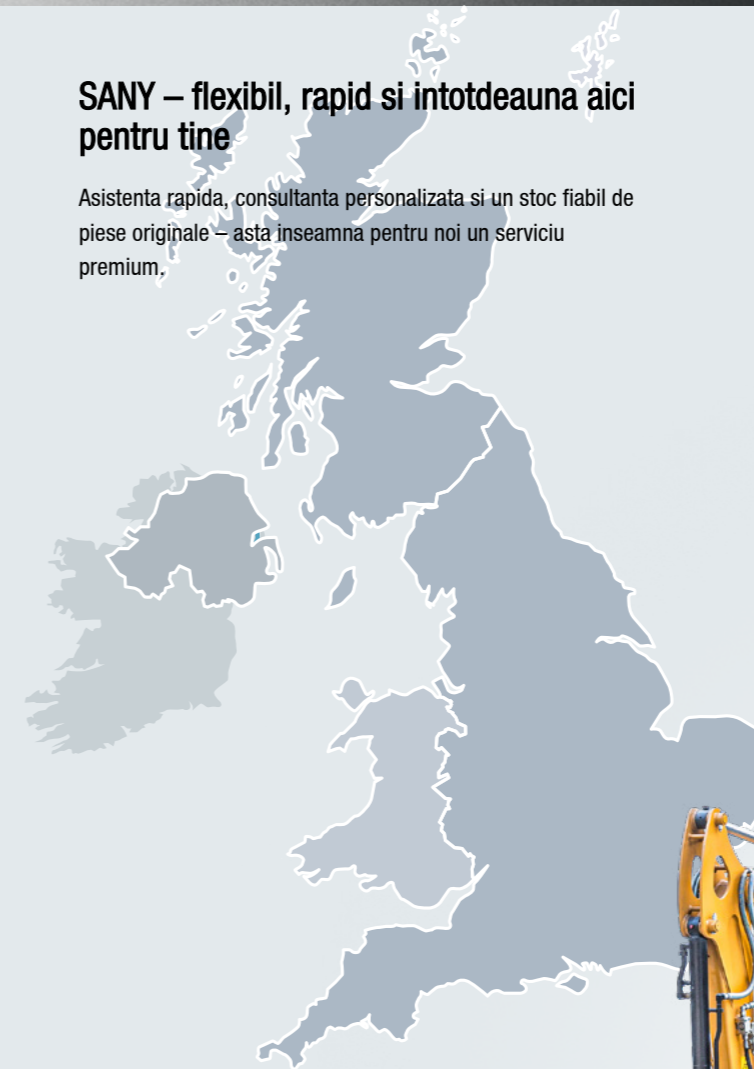 SANY – flexibil, rapid si intotdeauna aici
pentru tine
Asistenta rapida, consultanta personalizata si un stoc fiabil de
piese originale – asta inseamna pentru noi un serviciu
premium.